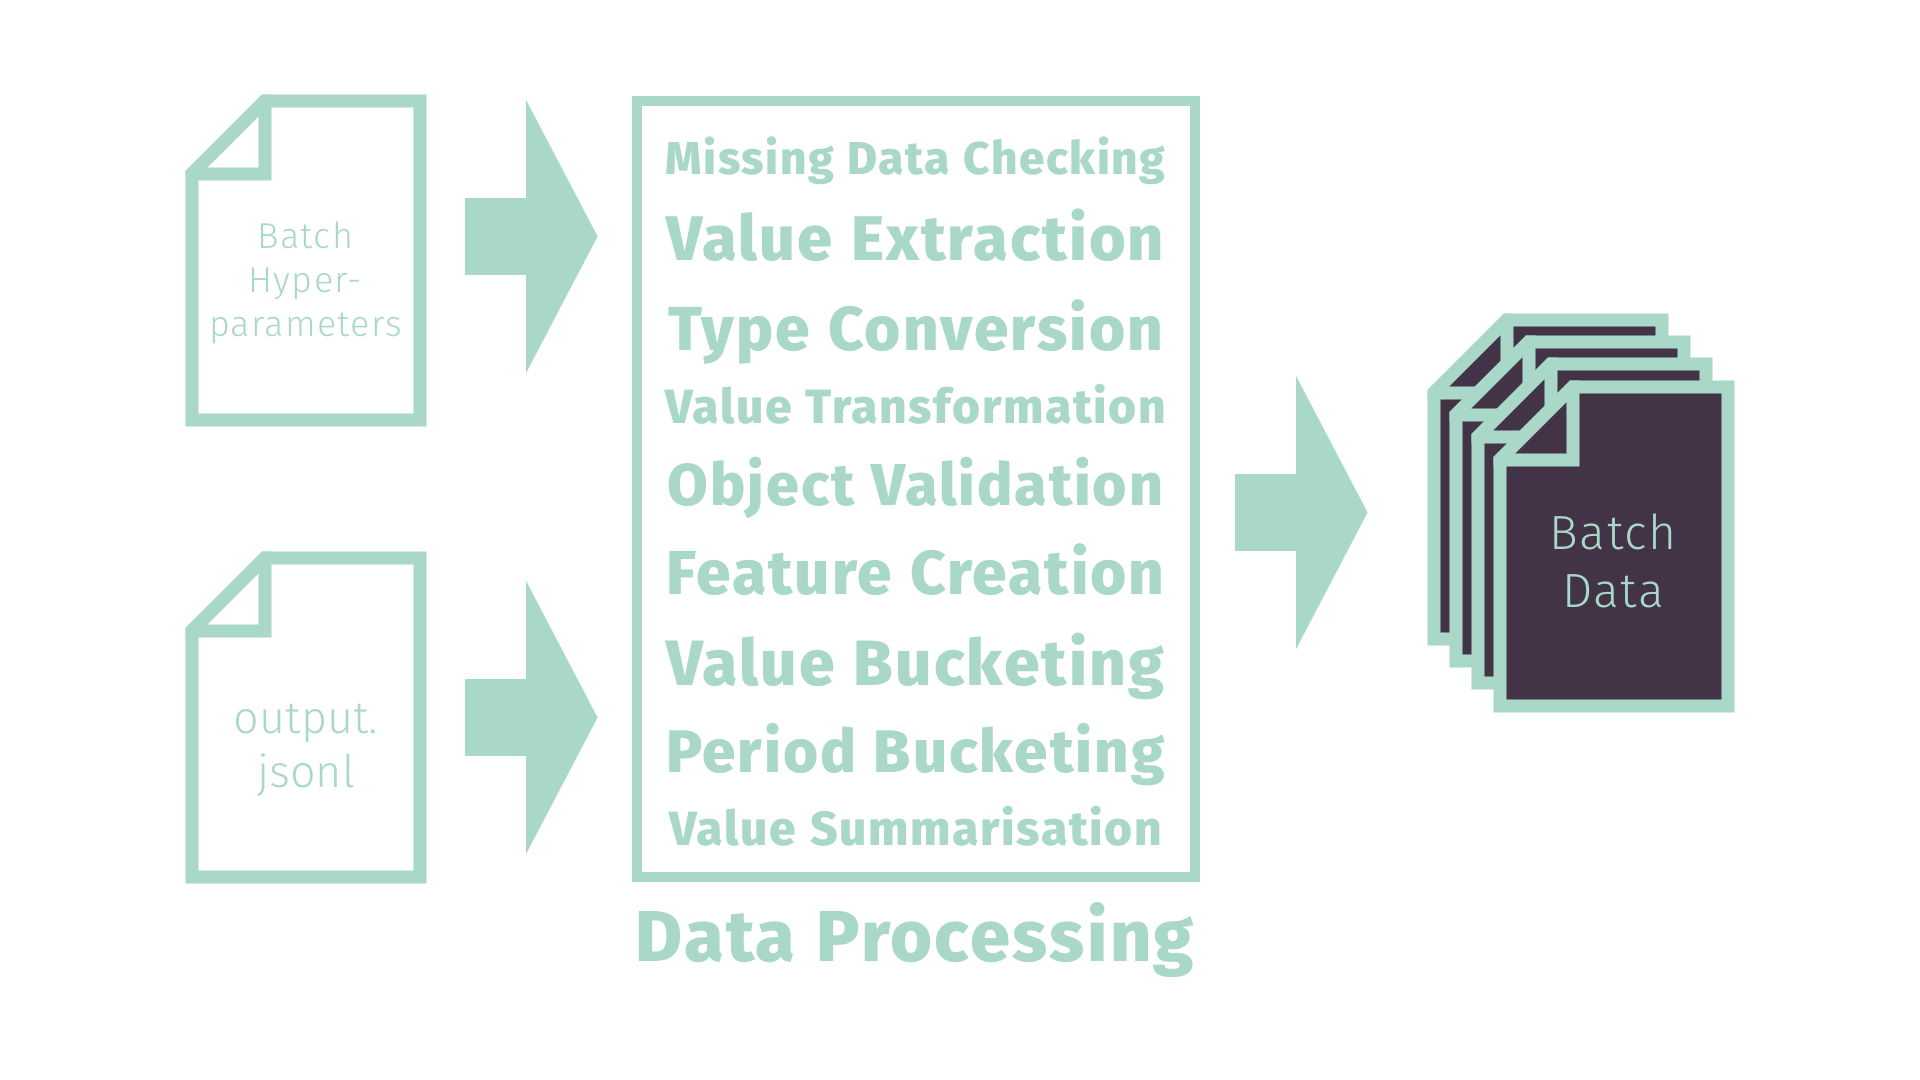 Batch
Hyper-
parameters
output.
jsonl
Missing Data Checking
Value Extraction
Type Conversion
Value Transformation
Object Validation
Feature Creation
Value Bucketing
Period Bucketing
Value Summarisation
Data Processing
Batch
Data